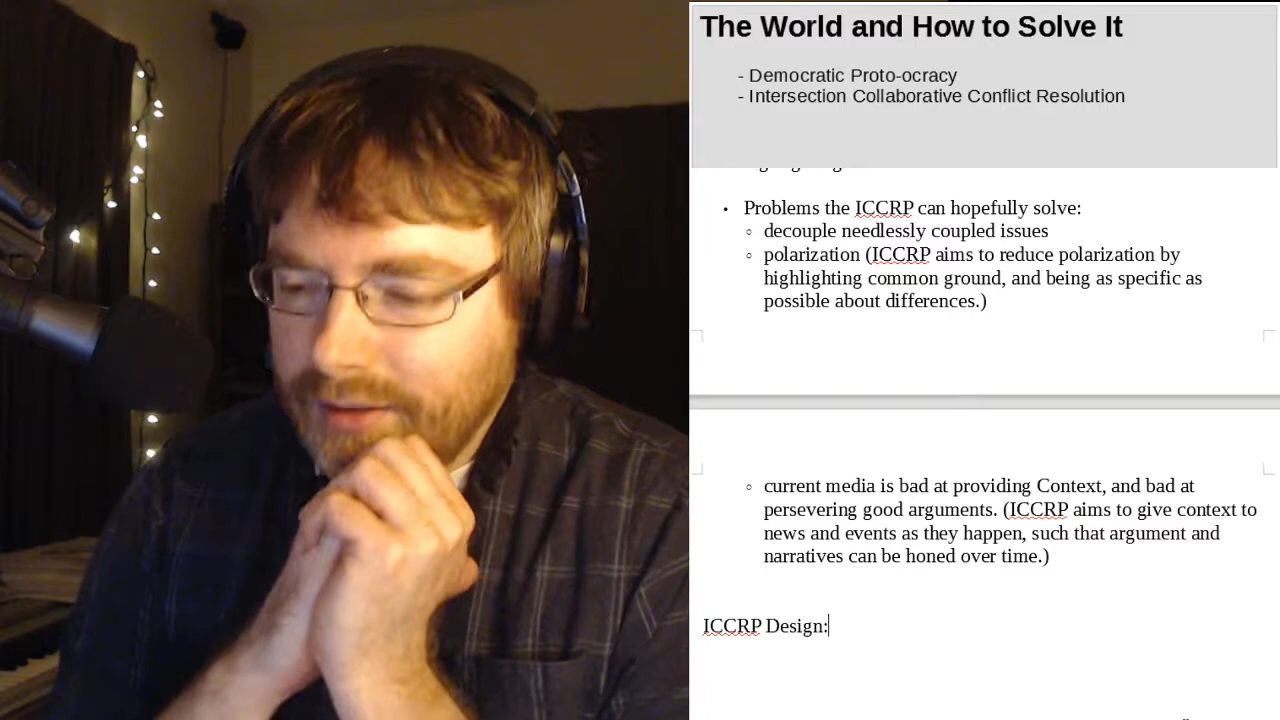 The World and How to Solve It
- Democratic Proto-ocracy
- Intersection Collaborative Conflict Resolution
• Problems the ICCRP can hopefully solve:
◦ decouple needlessly coupled issues
◦ polarization (ICCRP aims to reduce polarization by
highlighting common ground, and being as specific as
possible about differences.)
◦ current media is bad at providing Context, and bad at
persevering good arguments. (ICCRP aims to give context to
news and events as they happen, such that argument and
narratives can be honed over time.)
ICCRP Design: